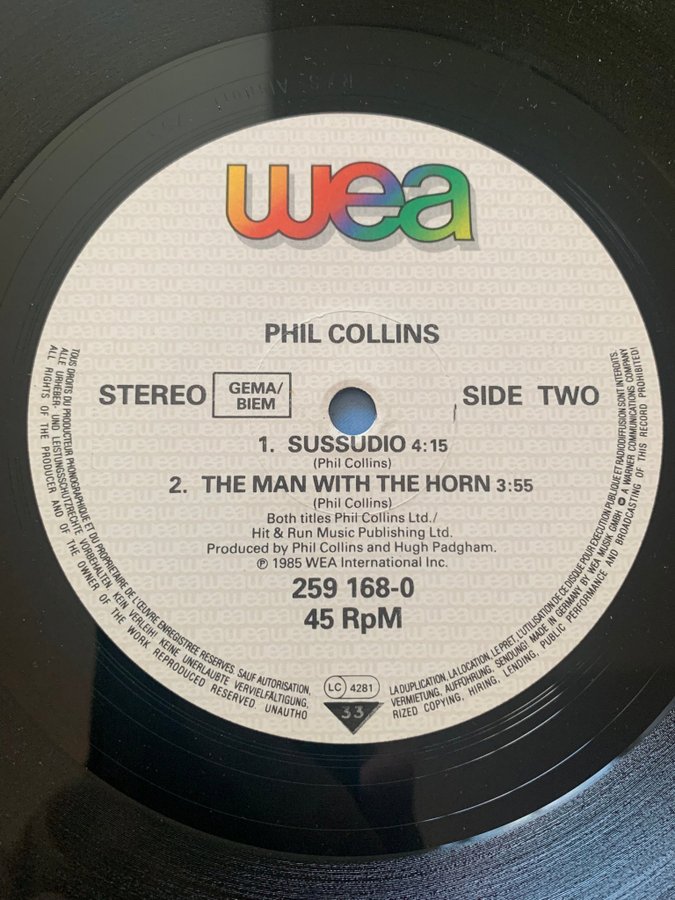 wea
PHIL COLLINS
STEREO GEMA/ BIEM SIDE TWO
1. SUSSUDIO 4:15
(Phil Collins)
2. THE MAN WITH THE HORN 3:55
(Phil Collins)
Both titles Phil Collins Ltd./
Hit & Run Music Publishing Ltd.
Produced by Phil Collins and Hugh Padgham.
℗ 1985 WEA International Inc.
259 168-0
45 RpM
LC 4281
33
TOUS DROITS DU PRODUCTEUR PHONOGRAPHIQUE ET DU PROPRIETAIRE DE L'ŒUVRE ENREGISTREE RESERVES. SAUF AUTORISATION,
LA DUPLICATION, LA LOCATION, LE PRET, L'UTILISATION DE CE DISQUE POUR EXECUTION PUBLIQUE ET RADIODIFFUSION SONT INTERDITS.
ALLE URHEBER- UND LEISTUNGSSCHUTZRECHTE VORBEHALTEN. KEIN VERLEIH! KEINE UNERLAUBTE VERVIELFÄLTIGUNG,
VERMIETUNG, AUFFÜHRUNG, SENDUNG! MADE IN GERMANY BY WEA MUSIK GMBH. A WARNER COMMUNICATIONS COMPANY
ALL RIGHTS OF THE PRODUCER AND OF THE OWNER OF THE WORK REPRODUCED RESERVED. UNAUTHO
RIZED COPYING, HIRING, LENDING, PUBLIC PERFORMANCE AND BROADCASTING OF THIS RECORD PROHIBITED!